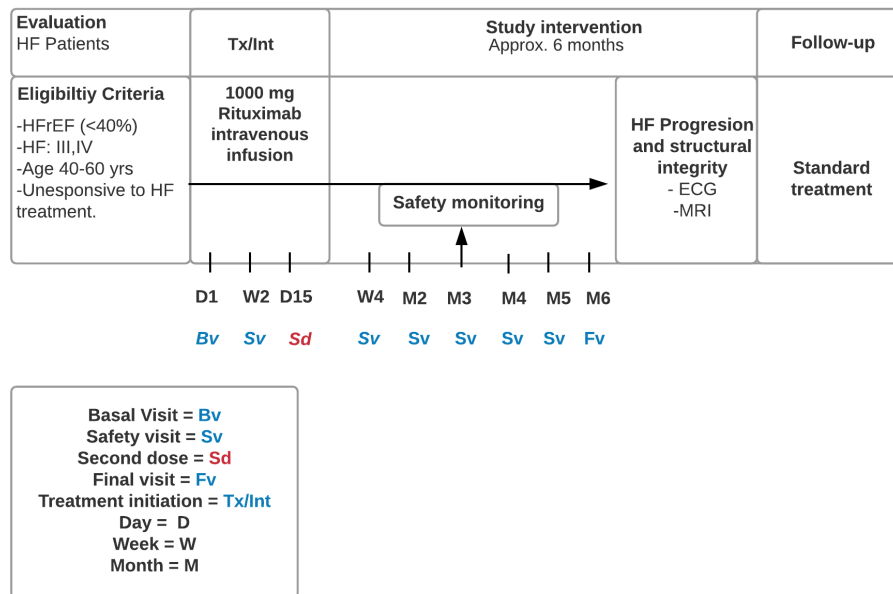 Evaluation
HF Patients
Tx/Int
Study intervention
Approx. 6 months
Follow-up
Eligibiltiy Criteria
-HFrEF (<40%)
-HF: III,IV
-Age 40-60 yrs
-Unesponsive to HF
treatment.
1000 mg
Rituximab
intravenous
infusion
Safety monitoring
HF Progresion
and structural
integrity
- ECG
-MRI
Standard
treatment
D1 W2 D15 W4 M2 M3 M4 M5 M6
Bv Sv Sd Sv Sv Sv Sv Sv Fv
Basal Visit = Bv
Safety visit = Sv
Second dose = Sd
Final visit = Fv
Treatment initiation = Tx/Int
Day = D
Week = W
Month = M